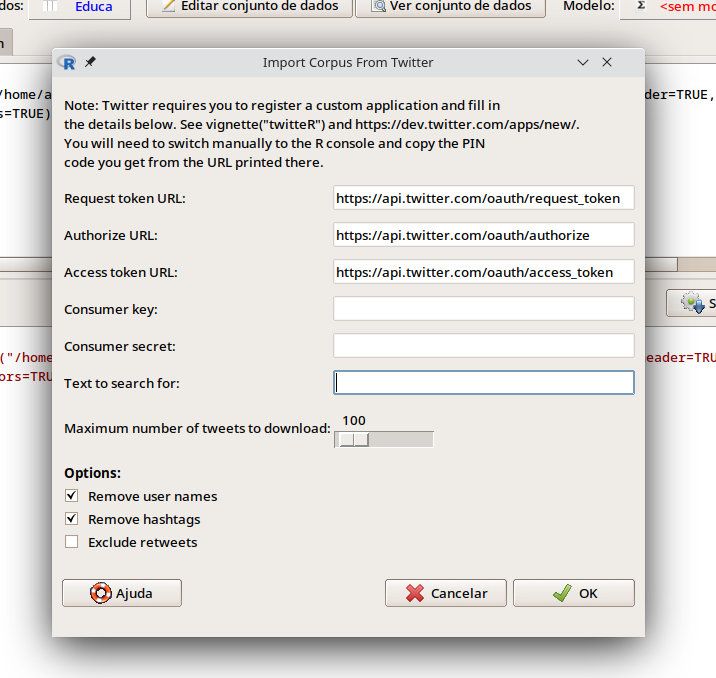 dos:
Educa
Editar conjunto de dados
Ver conjunto de dados
Modelo:
Σ
<sem mo
Import Corpus From Twitter
/home/a
der=TRUE,
s=TRUE)
Note: Twitter requires you to register a custom application and fill in
the details below. See vignette("twitteR") and https://dev.twitter.com/apps/new/.
You will need to switch manually to the R console and copy the PIN
code you get from the URL printed there.
Request token URL:
https://api.twitter.com/oauth/request_token
Authorize URL:
https://api.twitter.com/oauth/authorize
Access token URL:
https://api.twitter.com/oauth/access_token
Consumer key:
Consumer secret:
Text to search for:
("/home
eader=TRU
ors=TRU
100
Maximum number of tweets to download:
Options:
Remove user names
Remove hashtags
Exclude retweets
Ajuda
Cancelar
OK